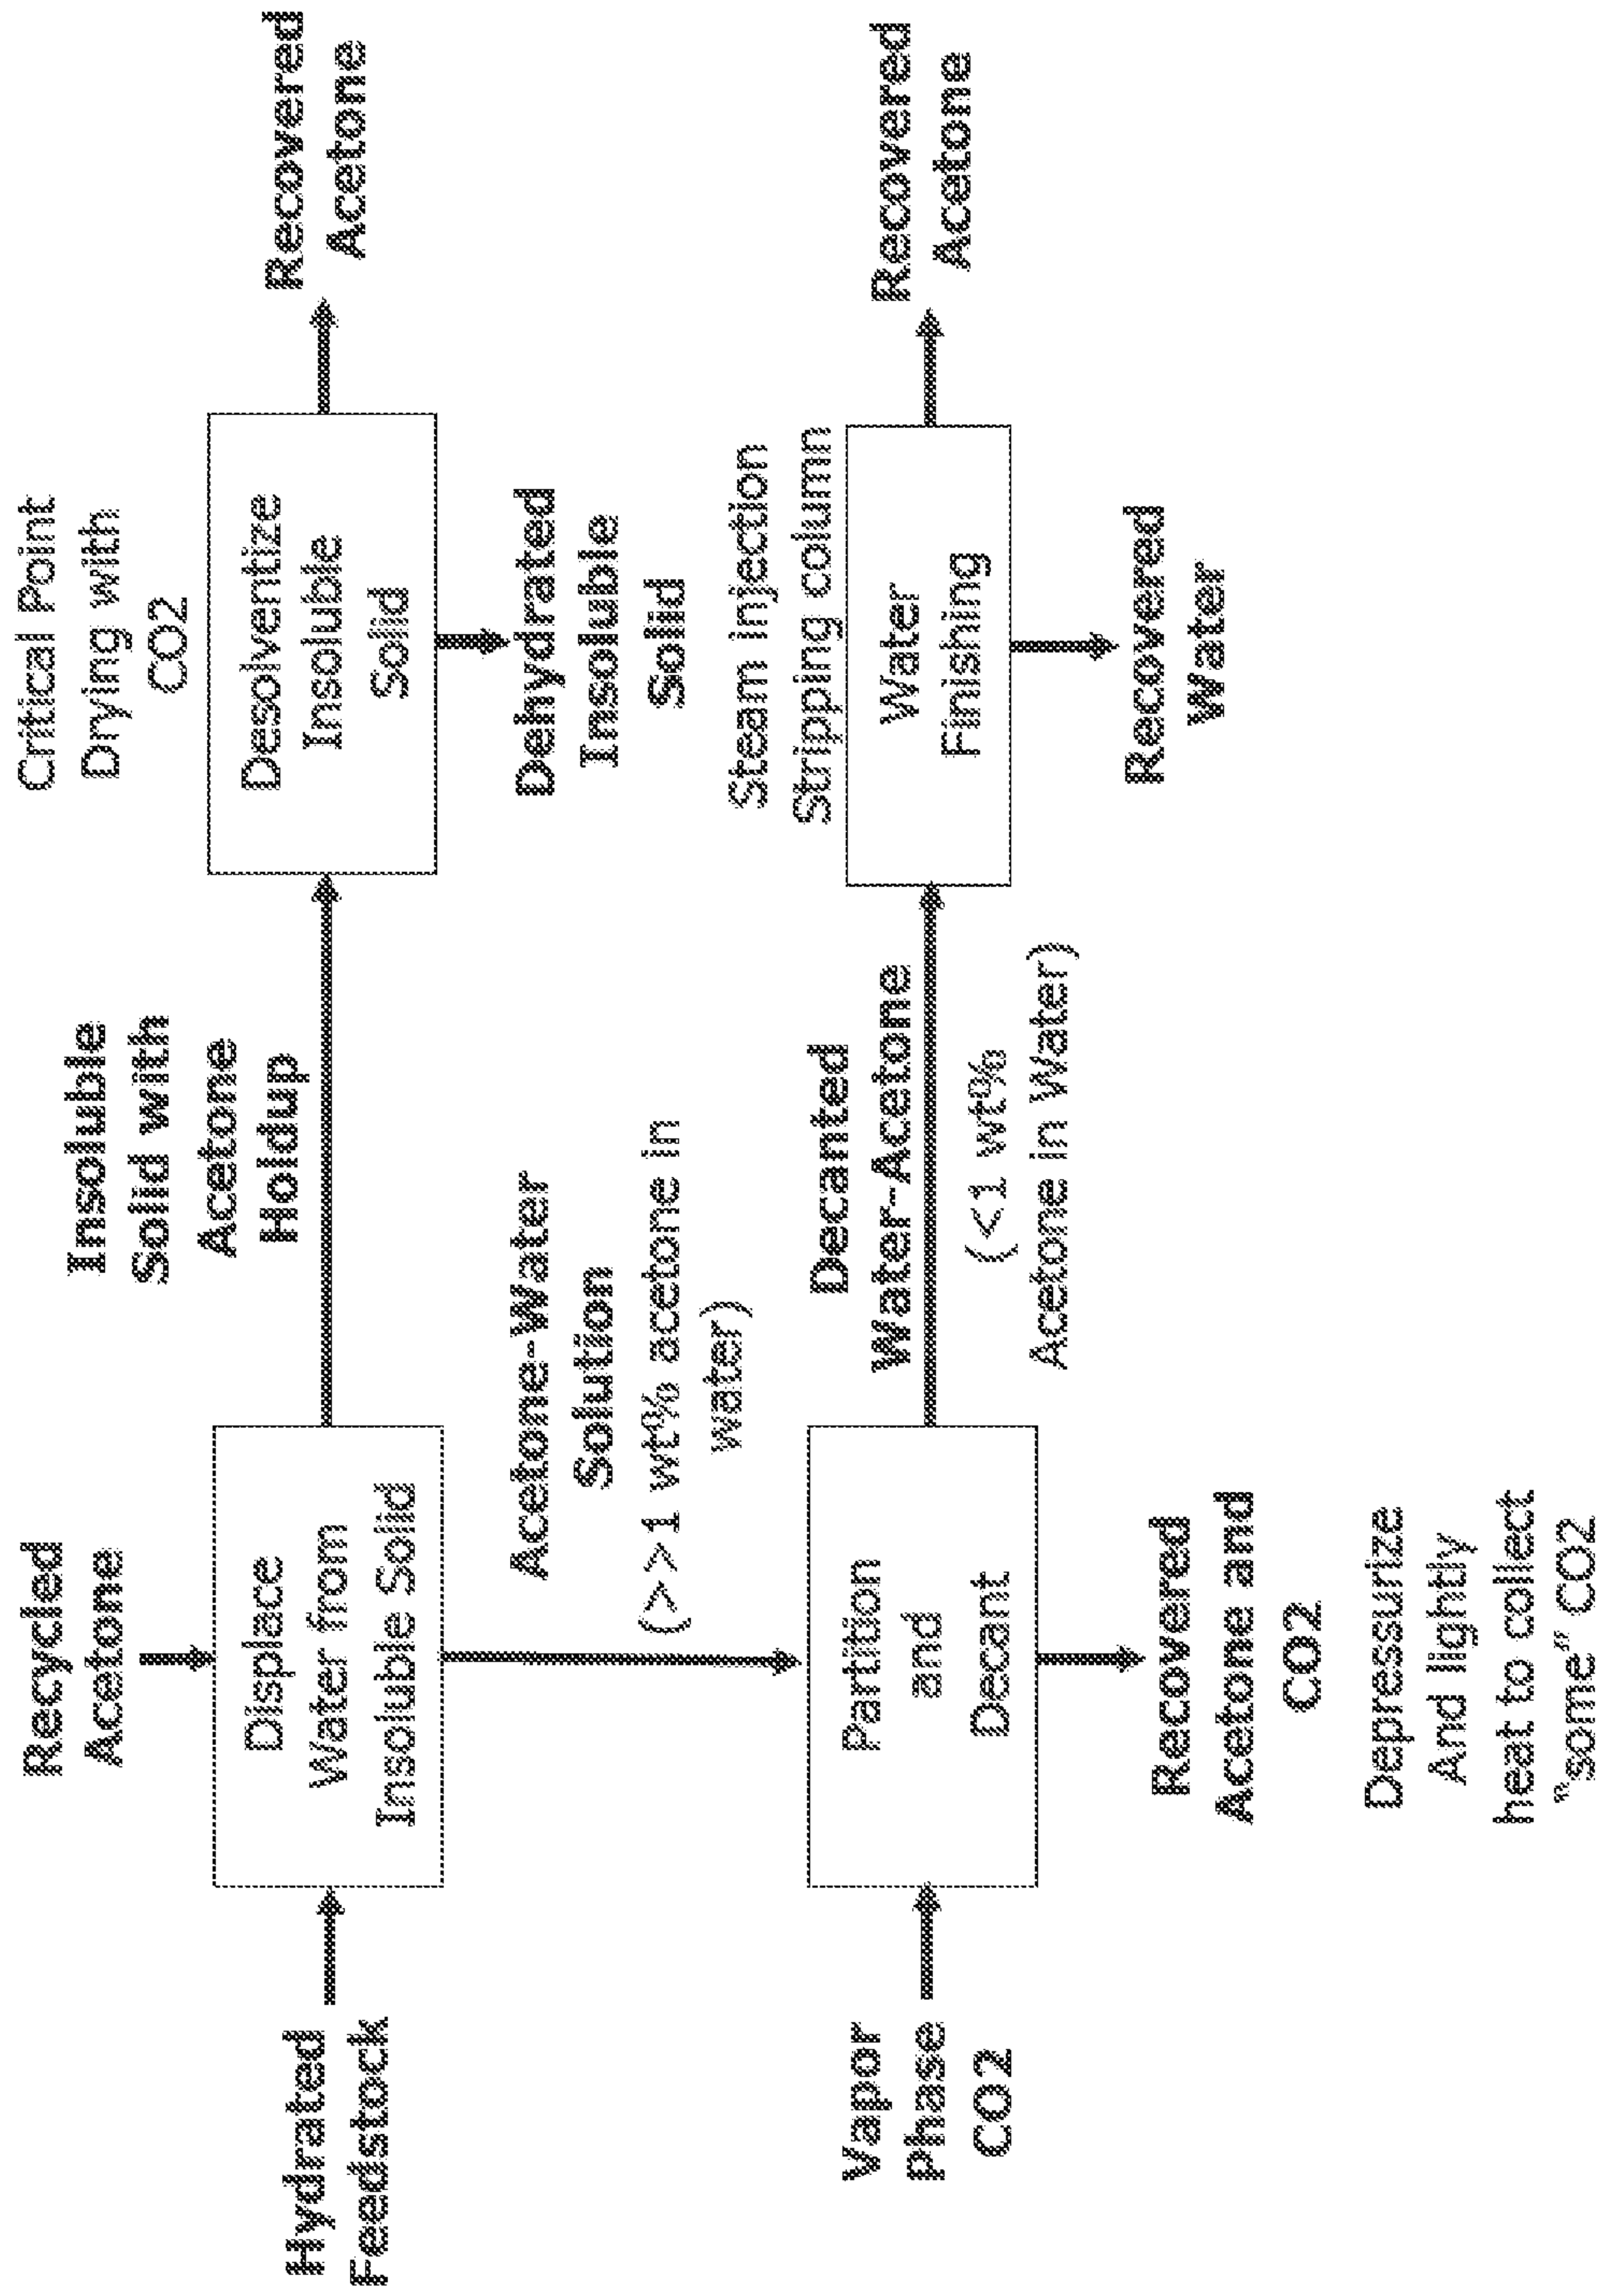 Hydrated
Feedstock
Recycled
Acetone
Displace
Water from
Insoluble Solid
Insoluble
Solid with
Acetone
Holdup
Critical Point
Drying with
CO2
Desolventize
Insoluble
Solid
Recovered
Acetone
Dehydrated
Insoluble
Solid
Acetone-Water
Solution
(>>1 wt% acetone in
water)
Vapor
phase
CO2
Partition
and
Decant
Decanted
Water-Acetone
(<1 wt%
Acetone in Water)
Steam injection
Stripping column
Water
Finishing
Recovered
Acetone
Recovered
Water
Recovered
Acetone and
CO2
Depressurize
And lightly
heat to collect
"some" CO2